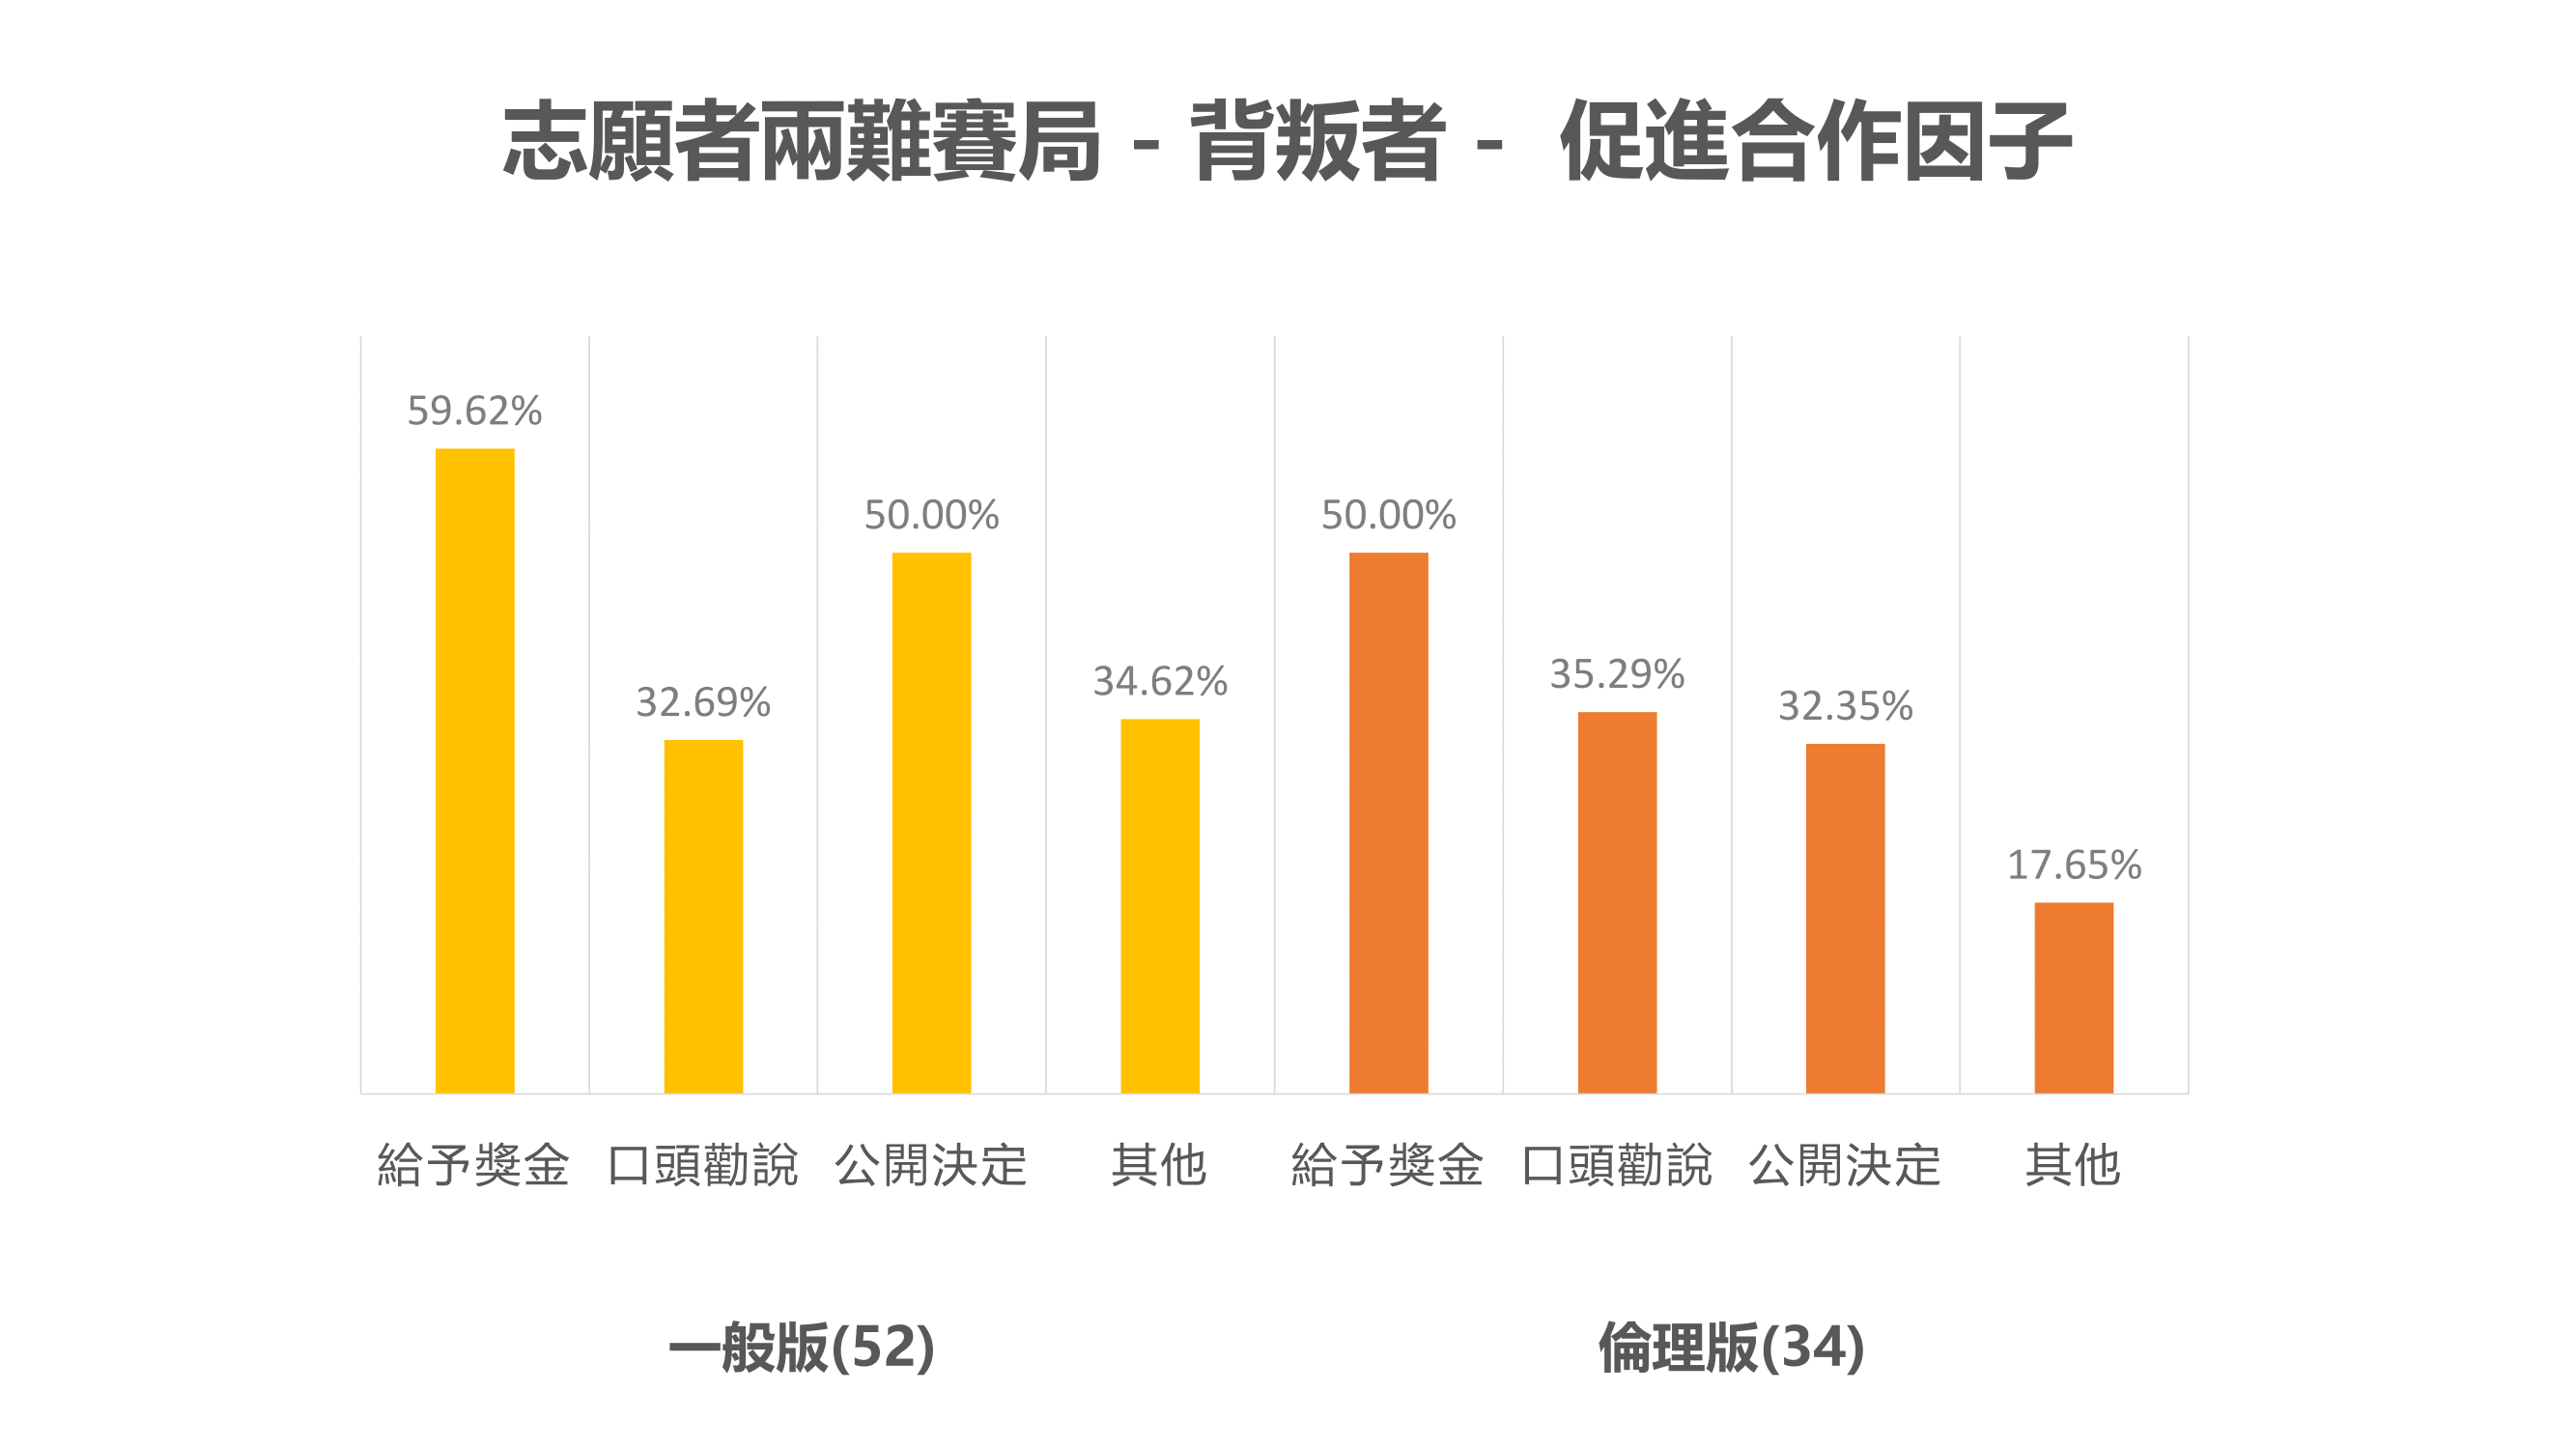 志願者兩難賽局 - 背叛者 - 促進合作因子
59.62%
32.69%
50.00%
34.62%
50.00%
35.29%
32.35%
17.65%
給予獎金 口頭勸說 公開決定 其他 給予獎金 口頭勸說 公開決定 其他
一般版(52) 倫理版(34)